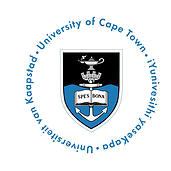 University of Cape Town • iYunivesithi yaseKapa • Universiteit van Kaapstad •
SPES BONA